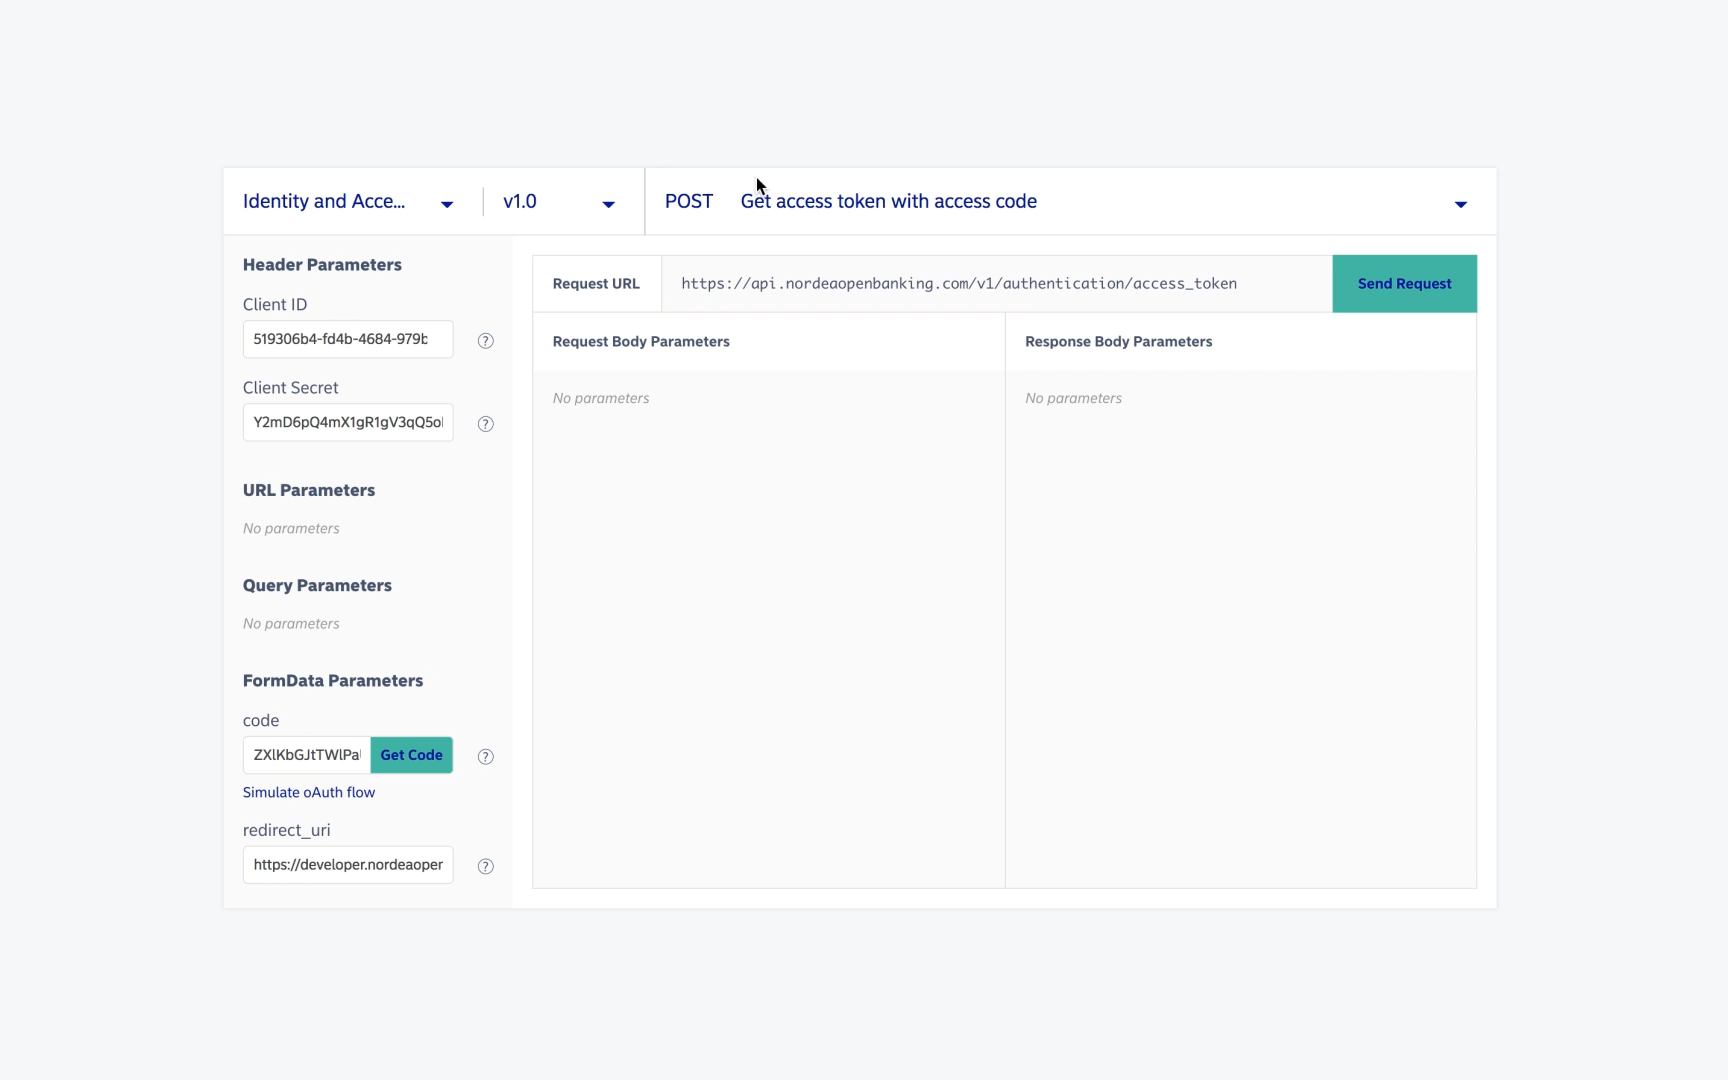 Identity and Acce...
v1.0
POST Get access token with access code
Header Parameters
Client ID
519306b4-fd4b-4684-979b
?
Client Secret
Y2mD6pQ4mX1gR1gV3qQ5o
?
URL Parameters
No parameters
Query Parameters
No parameters
FormData Parameters
code
ZXlKbGJtTWlPa
Get Code
?
Simulate oAuth flow
redirect_uri
https://developer.nordeaoper
?
Request URL
https://api.nordeaopenbanking.com/v1/authentication/access_token
Send Request
Request Body Parameters
No parameters
Response Body Parameters
No parameters